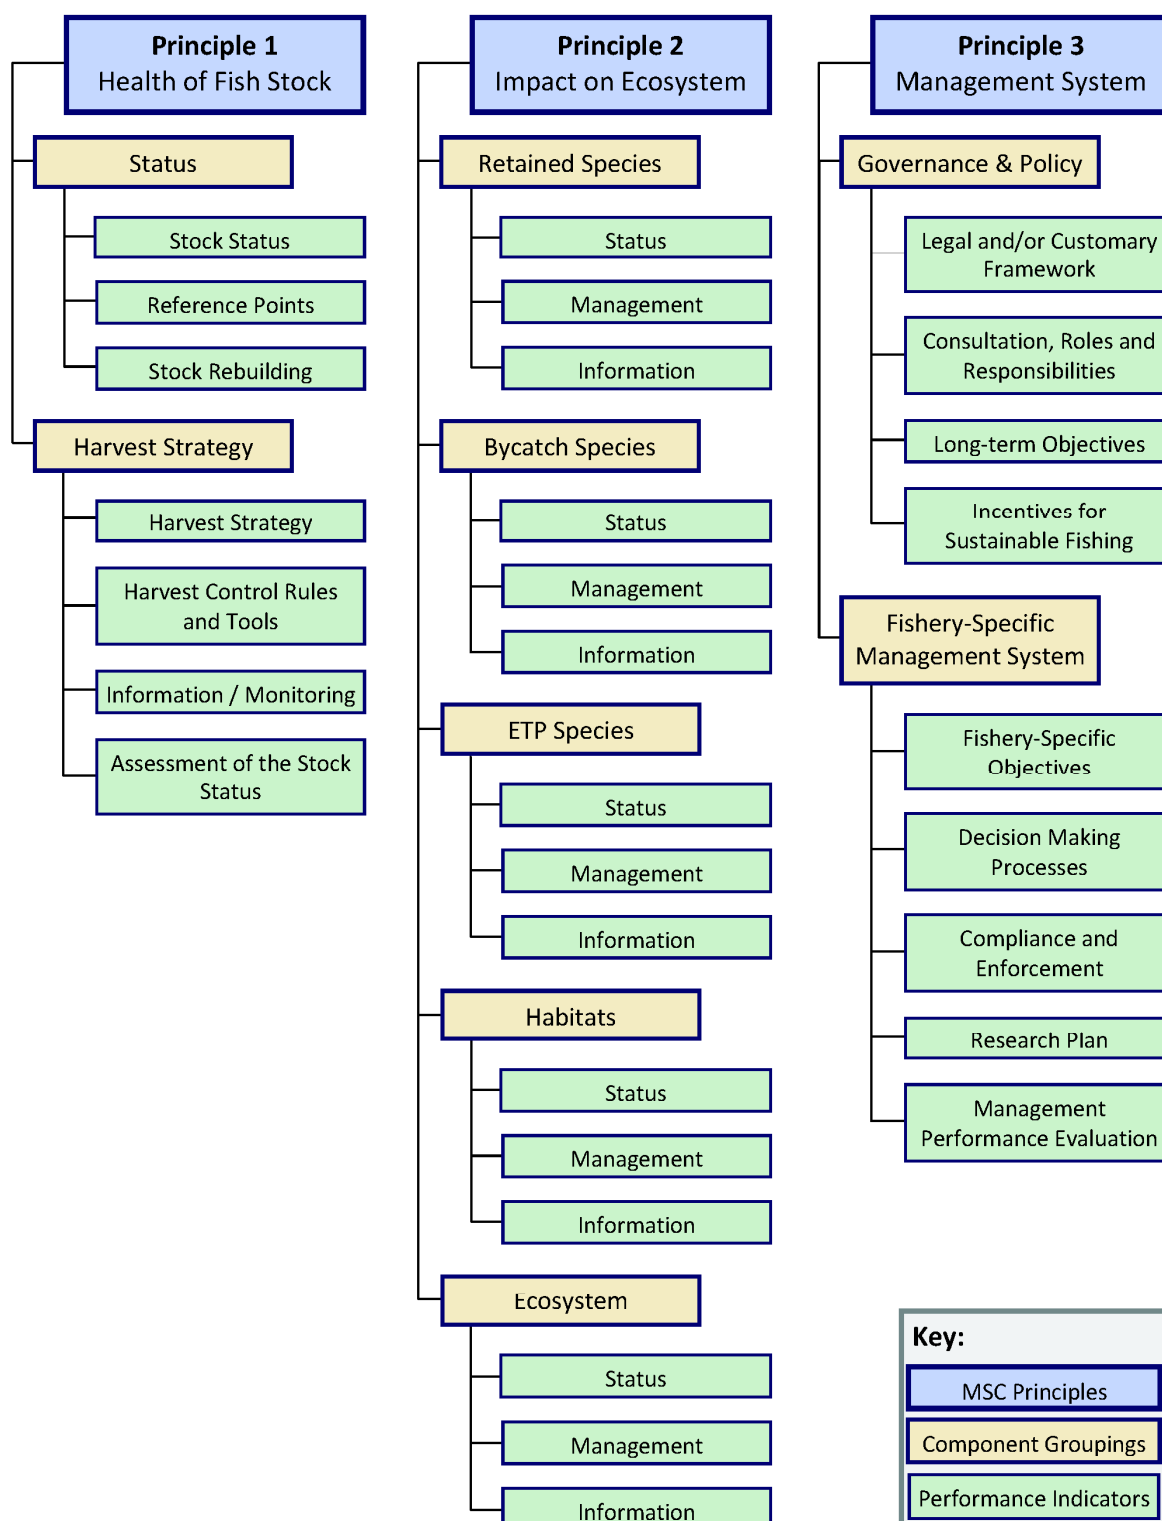 Principle 1
Health of Fish Stock
Status
Stock Status
Reference Points
Stock Rebuilding
Harvest Strategy
Harvest Strategy
Harvest Control Rules
and Tools
Information / Monitoring
Assessment of the Stock
Status
Principle 2
Impact on Ecosystem
Retained Species
Status
Management
Information
Bycatch Species
Status
Management
Information
ETP Species
Status
Management
Information
Habitats
Status
Management
Information
Ecosystem
Status
Management
Information
Principle 3
Management System
Governance & Policy
Legal and/or Customary
Framework
Consultation, Roles and
Responsibilities
Long-term Objectives
Incentives for
Sustainable Fishing
Fishery-Specific
Management System
Fishery-Specific
Objectives
Decision Making
Processes
Compliance and
Enforcement
Research Plan
Management
Performance Evaluation
Key:
MSC Principles
Component Groupings
Performance Indicators